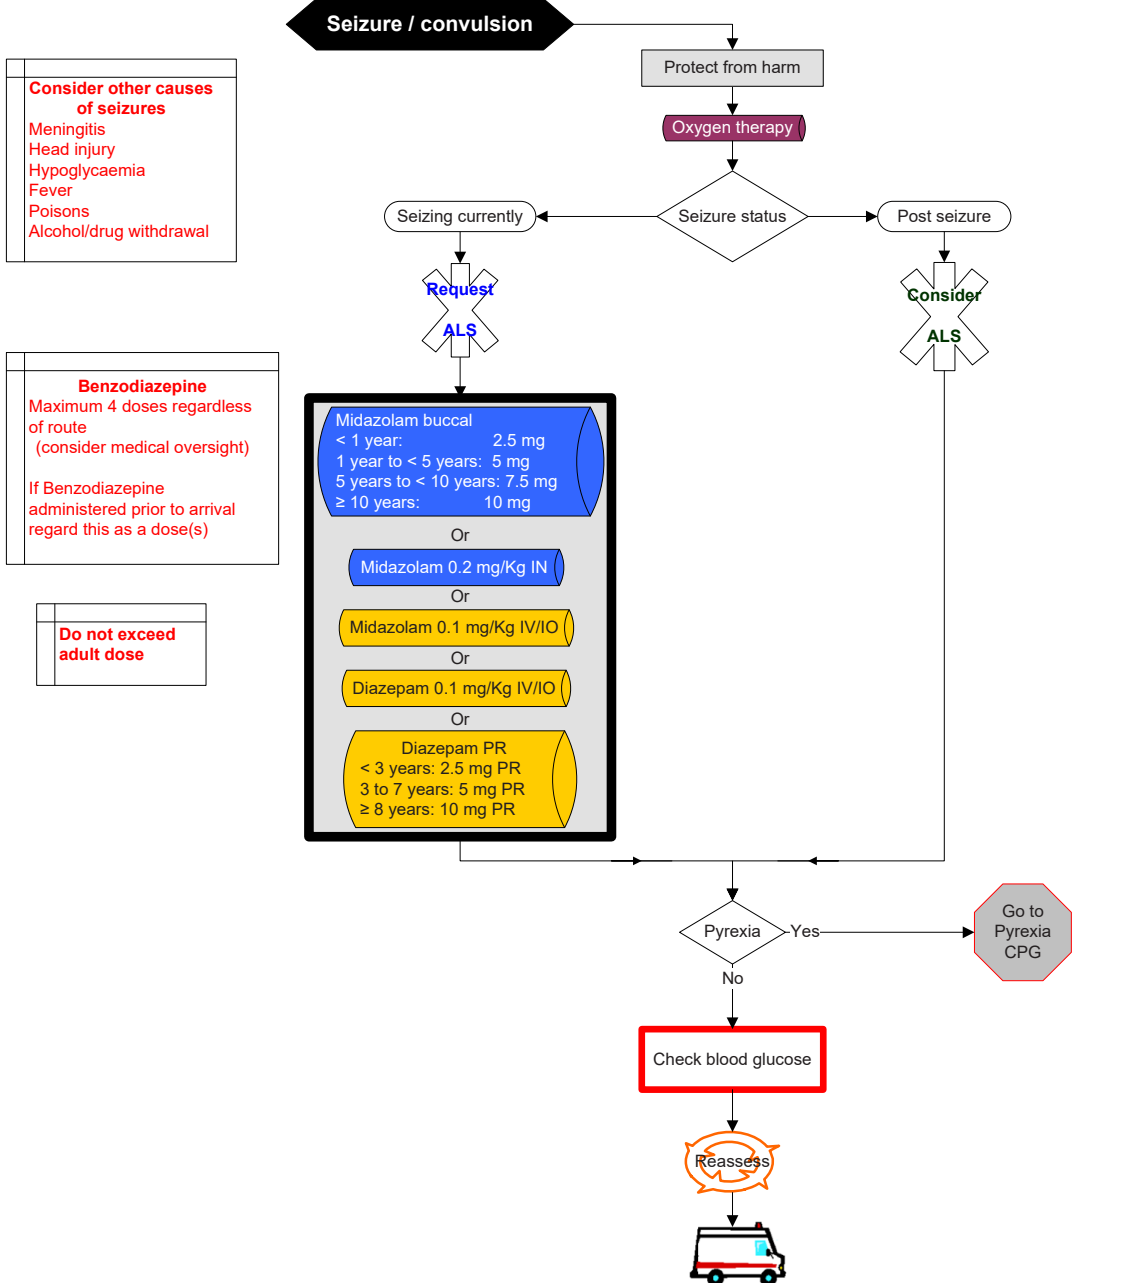 Seizure / convulsion
Protect from harm
Oxygen therapy
Seizure status
Seizing currently
Post seizure
Request
ALS
Consider
ALS
Consider other causes
of seizures
Meningitis
Head injury
Hypoglycaemia
Fever
Poisons
Alcohol/drug withdrawal
Benzodiazepine
Maximum 4 doses regardless
of route
(consider medical oversight)
If Benzodiazepine
administered prior to arrival
regard this as a dose(s)
Do not exceed
adult dose
Midazolam buccal
< 1 year: 2.5 mg
1 year to < 5 years: 5 mg
5 years to < 10 years: 7.5 mg
≥ 10 years: 10 mg
Or
Midazolam 0.2 mg/Kg IN
Or
Midazolam 0.1 mg/Kg IV/IO
Or
Diazepam 0.1 mg/Kg IV/IO
Or
Diazepam PR
< 3 years: 2.5 mg PR
3 to 7 years: 5 mg PR
≥ 8 years: 10 mg PR
Pyrexia
Yes
Go to
Pyrexia
CPG
No
Check blood glucose
Reassess